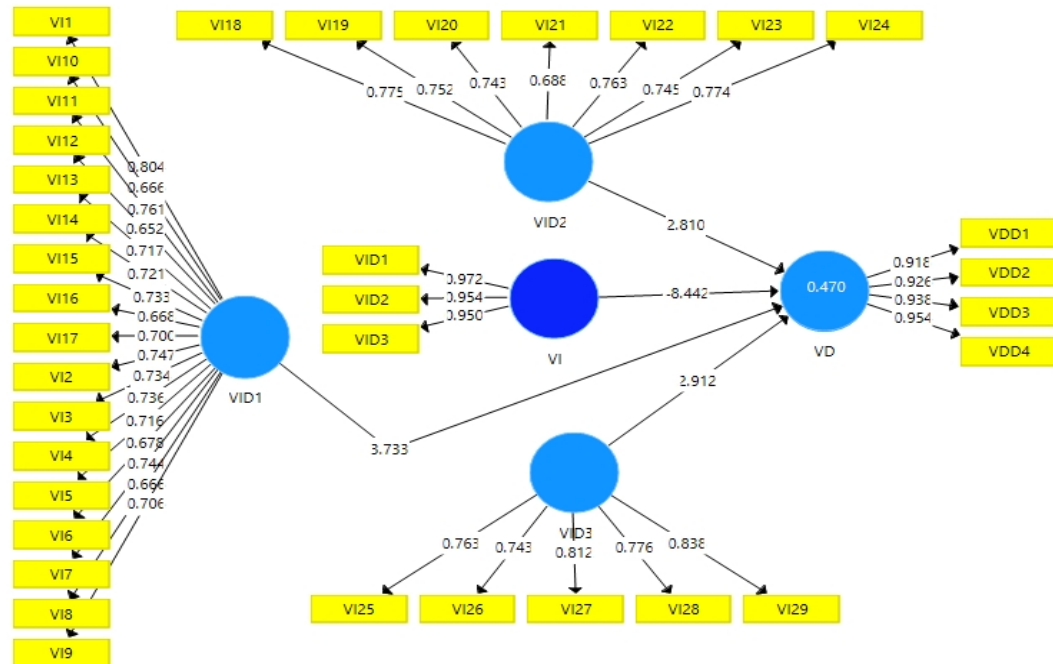 VI1
VI10
VI11
VI12
VI13
VI14
VI15
VI16
VI17
VI2
VI3
VI4
VI5
VI6
VI7
VI8
VI9
0.804
0.666
0.761
0.652
0.717
0.721
0.733
0.668
0.700
0.747
0.734
0.736
0.716
0.678
0.744
0.666
0.706
VID1
VI18 VI19 VI20 VI21 VI22 VI23 VI24
0.775 0.752 0.743 0.688 0.763 0.745 0.774
VID2
2.810
VID1
VID2
VID3
0.972
0.954
0.950
VI
-8.442
3.733
2.912
0.470
VD
0.918
0.926
0.938
0.954
VDD1
VDD2
VDD3
VDD4
VID3
0.763 0.743 0.812 0.776 0.838
VI25 VI26 VI27 VI28 VI29